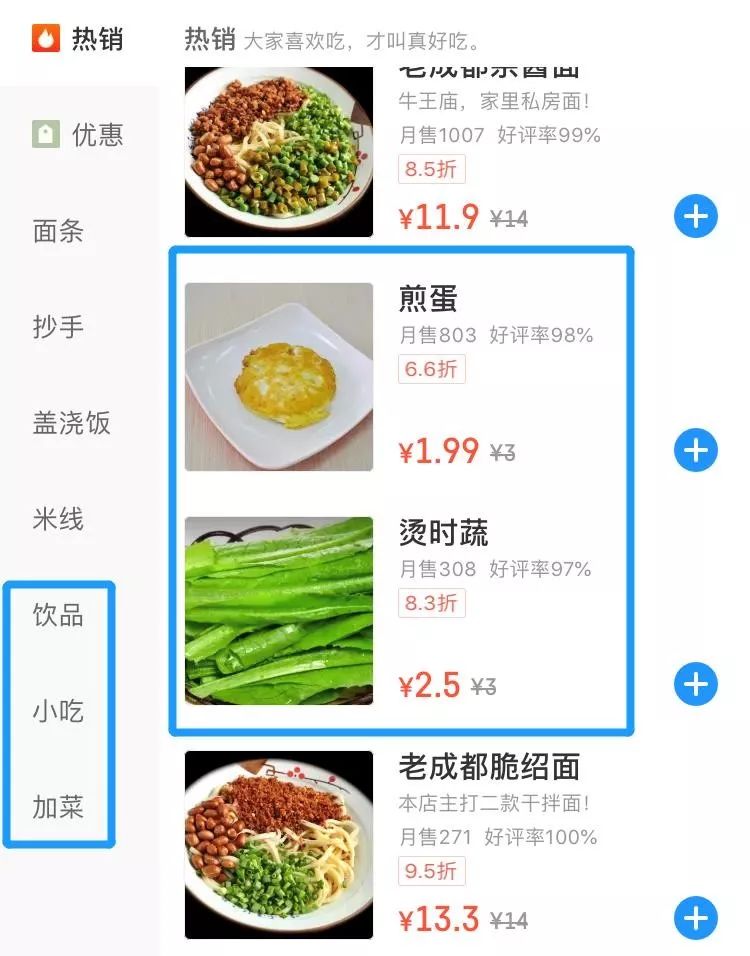 热销
优惠
面条
抄手
盖浇饭
米线
饮品
小吃
加菜
热销 大家喜欢吃，才叫真好吃。
老成都杂酱面
牛王庙，家里私房面！
月售1007 好评率99%
8.5折
¥11.9 ¥14
煎蛋
月售803 好评率98%
6.6折
¥1.99 ¥3
烫时蔬
月售308 好评率97%
8.3折
¥2.5 ¥3
老成都脆绍面
本店主打二款干拌面！
月售271 好评率100%
9.5折
¥13.3 ¥14